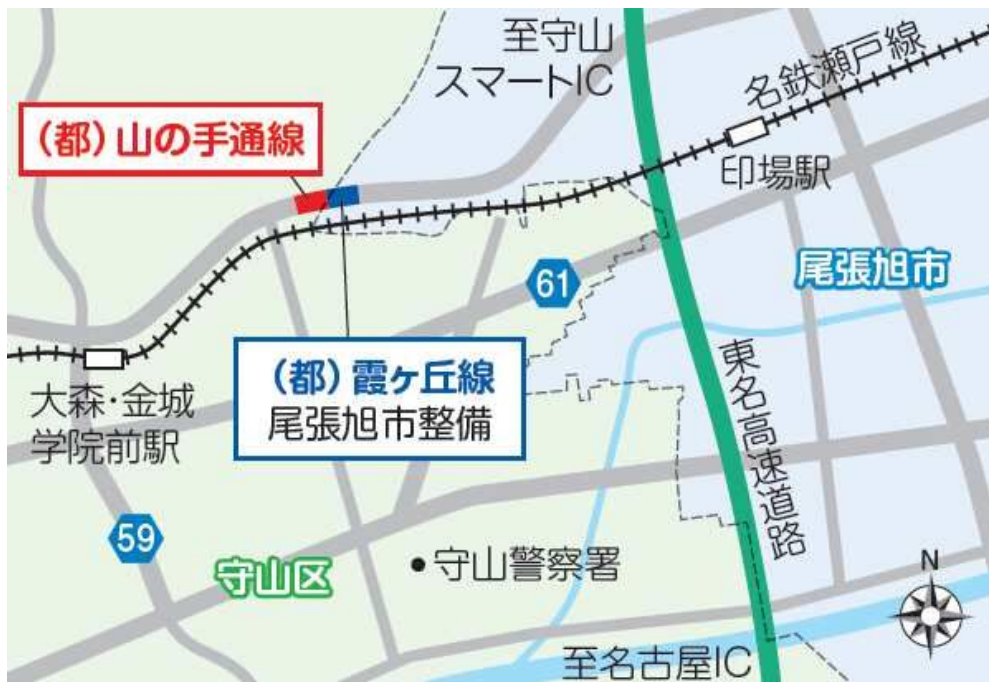 至守山
スマートIC
名鉄瀬戸線
(都)山の手通線
印場駅
尾張旭市
61
(都)霞ヶ丘線
尾張旭市整備
大森・金城
学院前駅
東名高速道路
59
守山区
守山警察署
N
至名古屋IC